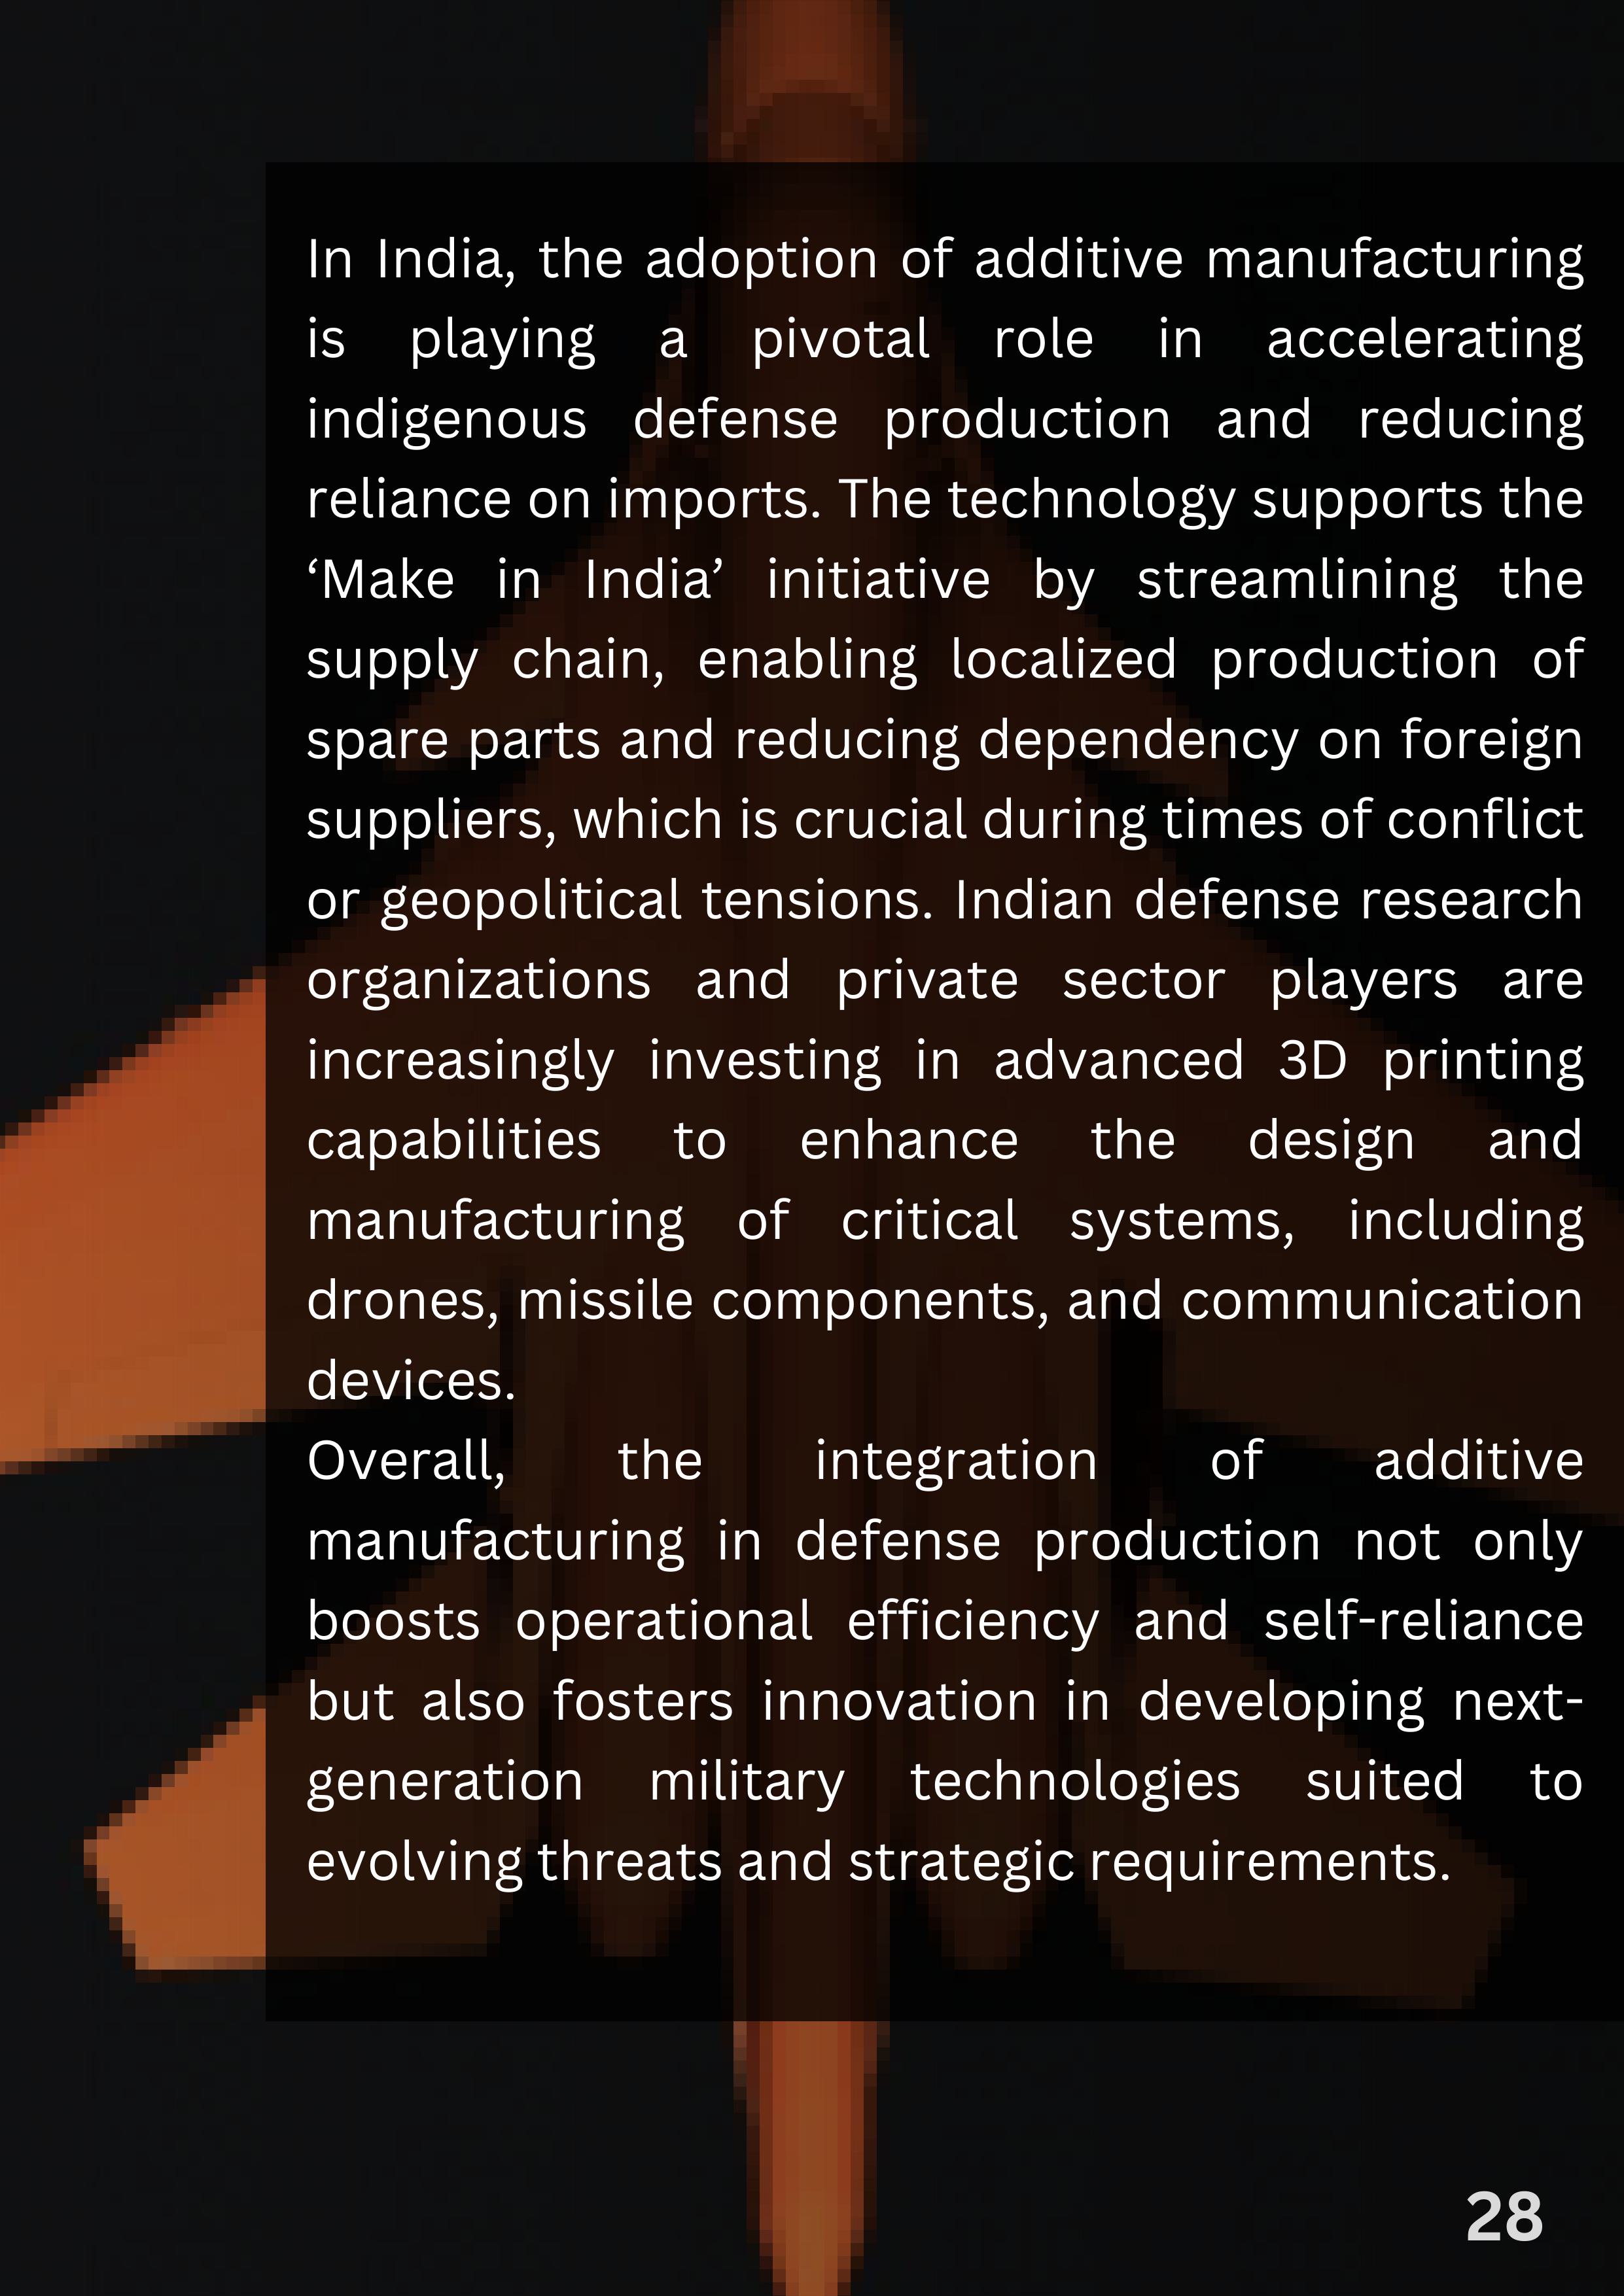 In India, the adoption of additive manufacturing
is playing a pivotal role in accelerating
indigenous defense production and reducing
reliance on imports. The technology supports the
‘Make in India’ initiative by streamlining the
supply chain, enabling localized production of
spare parts and reducing dependency on foreign
suppliers, which is crucial during times of conflict
or geopolitical tensions. Indian defense research
organizations and private sector players are
increasingly investing in advanced 3D printing
capabilities to enhance the design and
manufacturing of critical systems, including
drones, missile components, and communication
devices.
Overall, the integration of additive
manufacturing in defense production not only
boosts operational efficiency and self-reliance
but also fosters innovation in developing next-
generation military technologies suited to
evolving threats and strategic requirements.
28